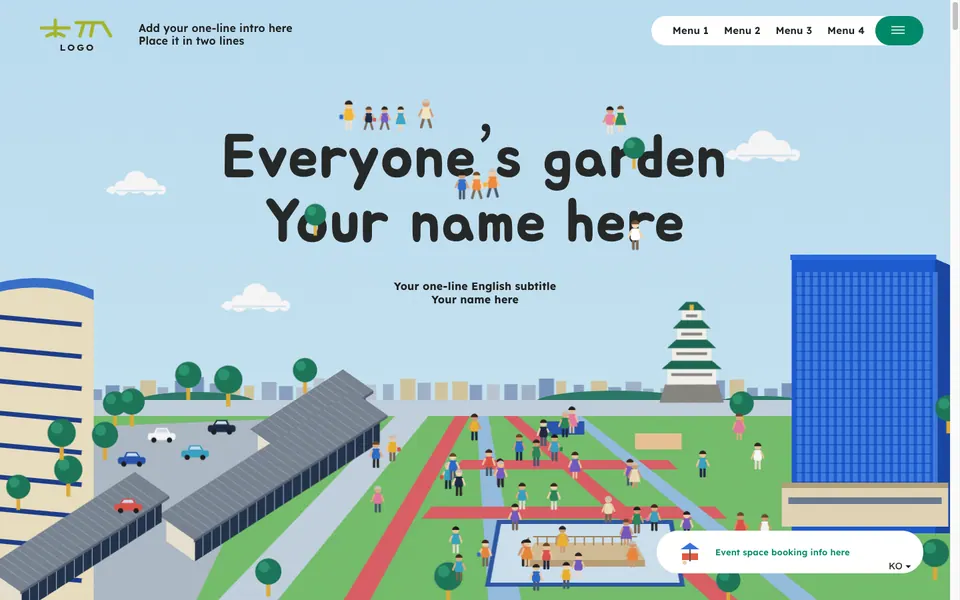 LOGO
Add your one-line intro here
Place it in two lines
Menu 1 Menu 2 Menu 3 Menu 4
Everyone’s garden
Your name here
Your one-line English subtitle
Your name here
Event space booking info here
KO